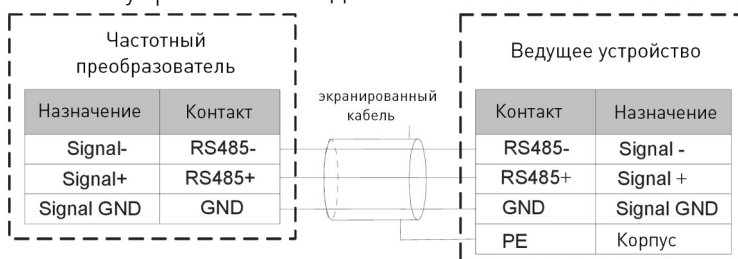 Частотный
преобразователь
Назначение Контакт
Signal- RS485-
Signal+ RS485+
Signal GND GND
экранированный
кабель
Ведущее устройство
Контакт Назначение
RS485- Signal -
RS485+ Signal +
GND Signal GND
PE Корпус